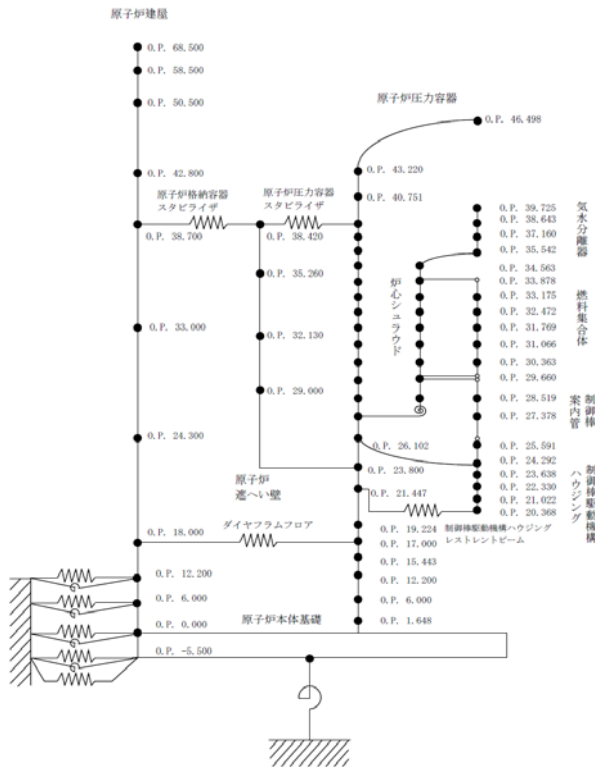 原子炉建屋
O.P. 68.500
O.P. 58.500
O.P. 50.500
O.P. 42.800
原子炉格納容器
スタビライザ
O.P. 38.700
O.P. 33.000
O.P. 24.300
O.P. 18.000
O.P. 12.200
O.P. 6.000
O.P. 0.000
O.P. -5.500
原子炉圧力容器
スタビライザ
O.P. 38.420
O.P. 35.260
O.P. 32.130
O.P. 29.000
原子炉
遮へい壁
ダイヤフラムフロア
原子炉本体基礎
原子炉圧力容器
O.P. 46.498
O.P. 43.220
O.P. 40.751
炉心シュラウド
O.P. 26.102
O.P. 23.800
O.P. 21.447
O.P. 19.224
制御棒駆動機構ハウジング
レストレントビーム
O.P. 17.000
O.P. 15.443
O.P. 12.200
O.P. 6.000
O.P. 1.648
O.P. 39.725
O.P. 38.643
O.P. 37.160
O.P. 35.542
O.P. 34.563
O.P. 33.878
O.P. 33.175
O.P. 32.472
O.P. 31.769
O.P. 31.066
O.P. 30.363
O.P. 29.660
O.P. 28.519
O.P. 27.378
O.P. 25.591
O.P. 24.292
O.P. 23.638
O.P. 22.330
O.P. 21.022
O.P. 20.368
気水分離器
燃料集合体
制御棒
案内管
制御棒駆動機構
ハウジング